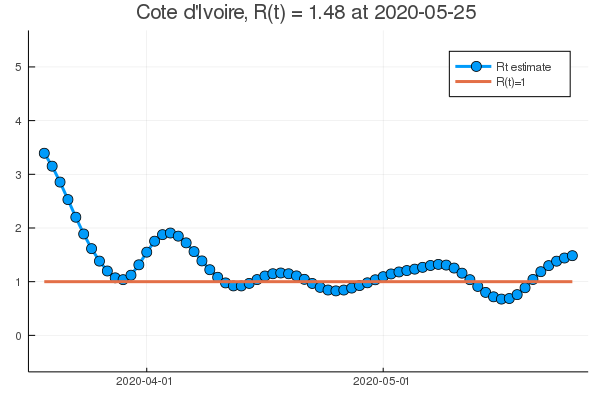 Cote d'Ivoire, R(t) = 1.48 at 2020-05-25
5
Rt estimate
R(t)=1
4
3
2
1
0
2020-04-01
2020-05-01